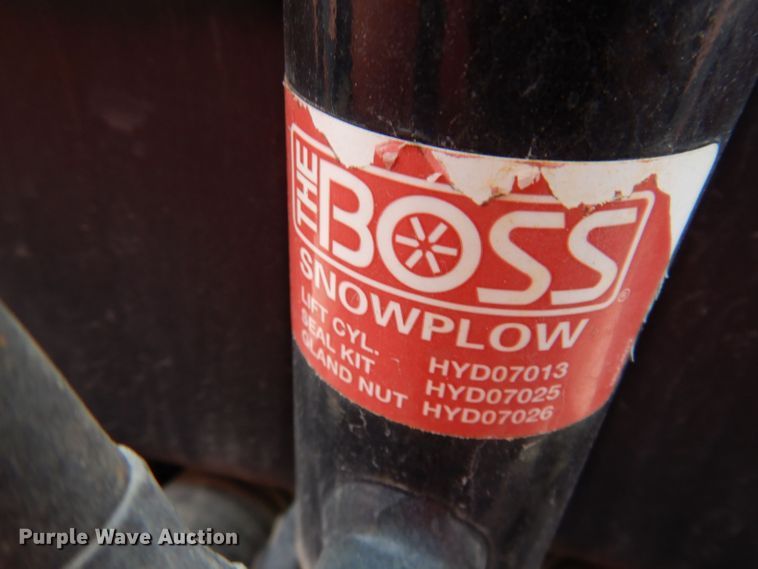 THE BOSS
SNOWPLOW
LIFT CYL. HYD07013
SEAL KIT HYD07025
GLAND NUT HYD07026
Purple Wave Auction